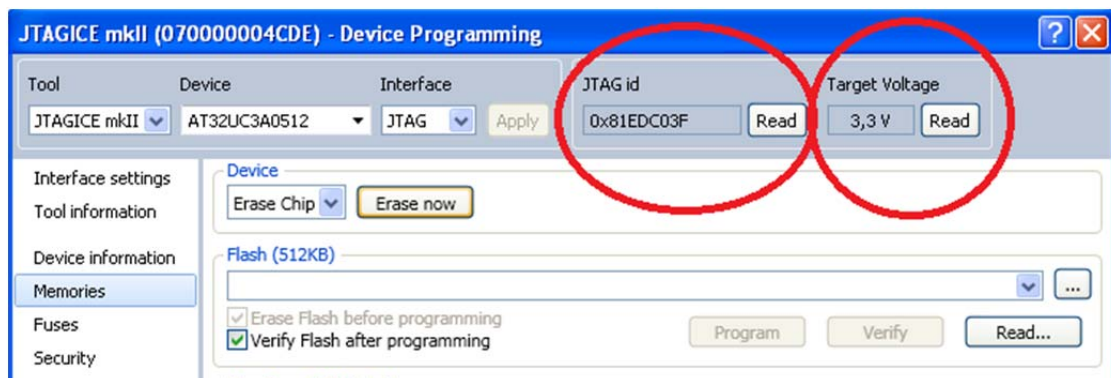 JTAGICE mkII (070000004CDE) - Device Programming
Tool Device Interface JTAG id Target Voltage
JTAGICE mkII AT32UC3A0512 JTAG Apply 0x81EDC03F Read 3,3 V Read
Interface settings
Tool information
Device information
Memories
Fuses
Security
Device
Erase Chip Erase now
Flash (512KB)
...
Erase Flash before programming
Verify Flash after programming
Program Verify Read...